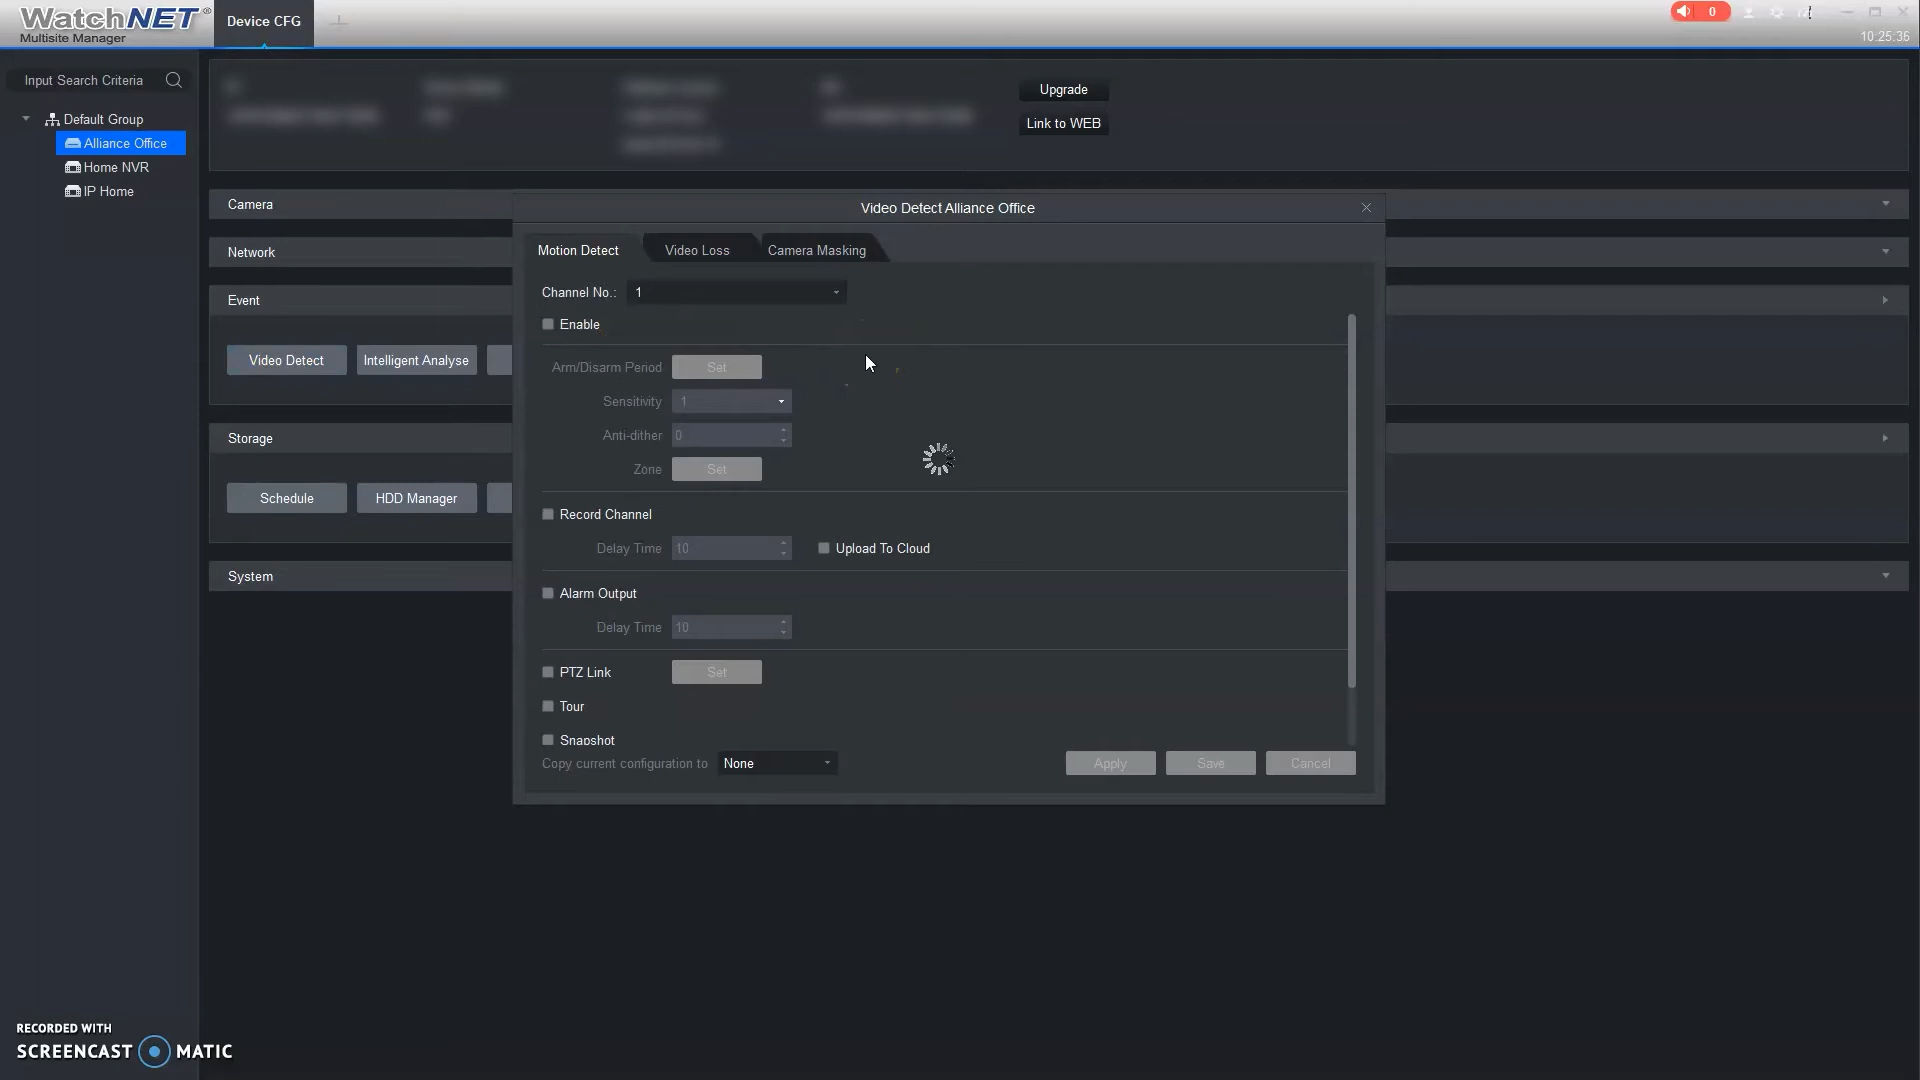 WatchNET ®
Multisite Manager
Device CFG
0
10:25:36
Input Search Criteria
Default Group
Alliance Office
Home NVR
IP Home
Upgrade
Link to WEB
Camera
Network
Event
Video Detect
Intelligent Analyse
Storage
Schedule
HDD Manager
System
Video Detect Alliance Office
Motion Detect
Video Loss
Camera Masking
Channel No.: 1
Enable
Arm/Disarm Period Set
Sensitivity 1
Anti-dither 0
Zone Set
Record Channel
Delay Time 10 Upload To Cloud
Alarm Output
Delay Time 10
PTZ Link Set
Tour
Snapshot
Copy current configuration to None
Apply
Save
Cancel
RECORDED WITH
SCREENCAST MATIC